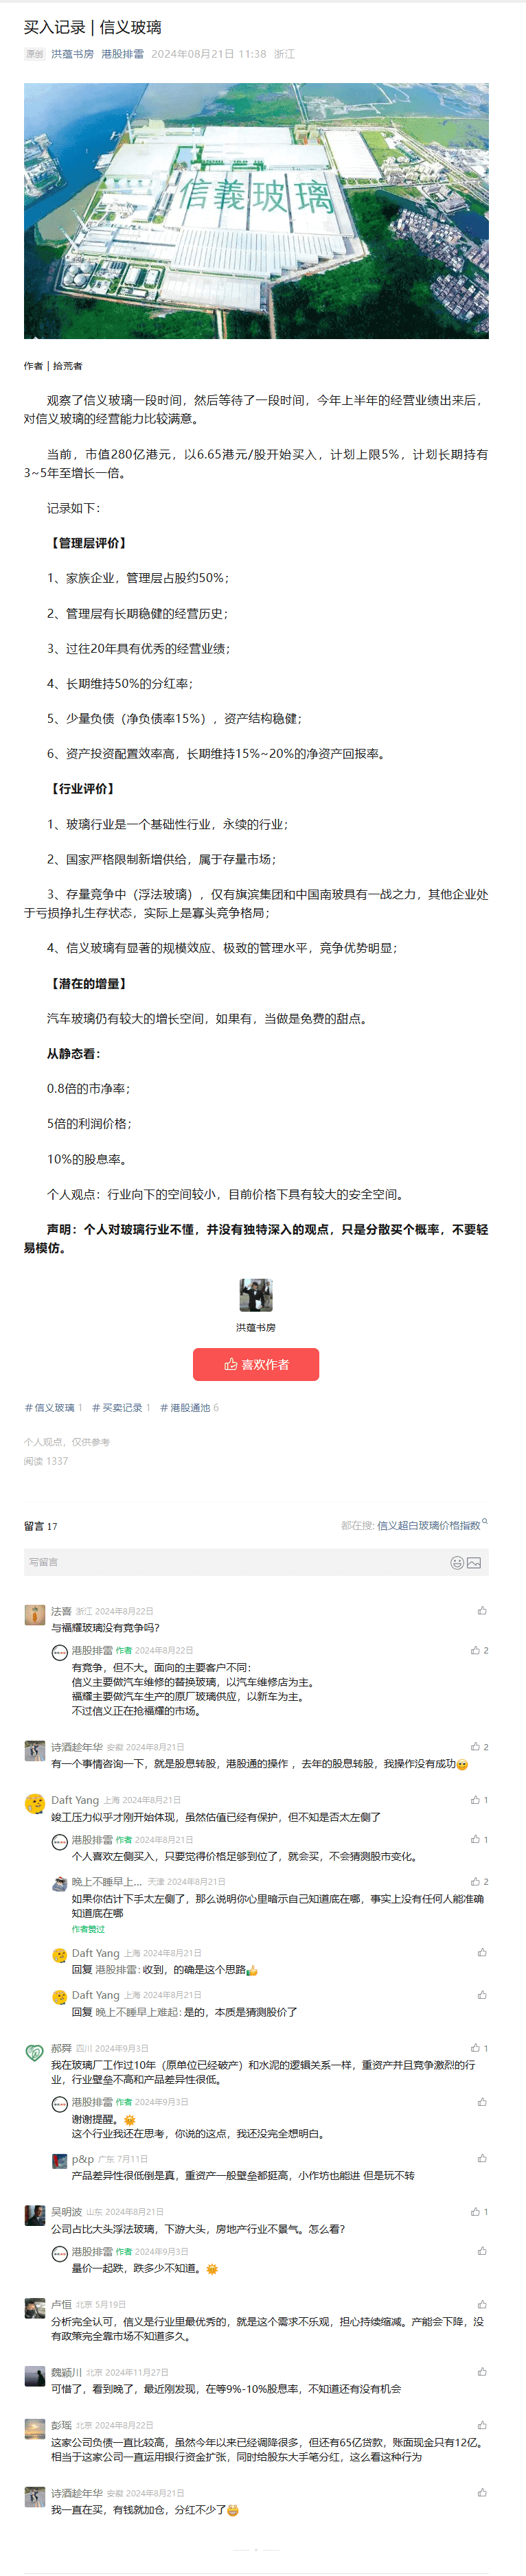 买入记录 | 信义玻璃
原创 洪蕴书房 港股排雷 2024年08月21日 11:38 浙江
信義玻璃
作者 | 拾荒者
观察了信义玻璃一段时间，然后等待了一段时间，今年上半年的经营业绩出来后，
对信义玻璃的经营能力比较满意。
当前，市值280亿港元，以6.65港元/股开始买入，计划上限5%，计划长期持有
3~5年至增长一倍。
记录如下：
【管理层评价】
1、家族企业，管理层占股约50%；
2、管理层有长期稳健的经营历史；
3、过往20年具有优秀的经营业绩；
4、长期维持50%的分红率；
5、少量负债（净负债率15%），资产结构稳健；
6、资产投资配置效率高，长期维持15%~20%的净资产回报率。
【行业评价】
1、玻璃行业是一个基础性行业，永续的行业；
2、国家严格限制新增供给，属于存量市场；
3、存量竞争中（浮法玻璃），仅有旗滨集团和中国南玻具有一战之力，其他企业处
于亏损挣扎生存状态，实际上是寡头竞争格局；
4、信义玻璃有显著的规模效应、极致的管理水平，竞争优势明显；
【潜在的增量】
汽车玻璃仍有较大的增长空间，如果有，当做是免费的甜点。
从静态看：
0.8倍的市净率；
5倍的利润价格；
10%的股息率。
个人观点：行业向下的空间较小，目前价格下具有较大的安全空间。
声明：个人对玻璃行业不懂，并没有独特深入的观点，只是分散买个概率，不要轻
易模仿。
洪蕴书房
喜欢作者
#信义玻璃 1 #买卖记录 1 #港股通池 6
个人观点，仅供参考
阅读 1337
留言 17
都在搜: 信义超白玻璃价格指数
写留言
法喜 浙江 2024年8月22日
与福耀玻璃没有竞争吗？
港股排雷 作者 2024年8月22日 2
有竞争，但不大。面向的主要客户不同：
信义主要做汽车维修的替换玻璃，以汽车维修店为主。
福耀主要做汽车生产的原厂玻璃供应，以新车为主。
不过信义正在抢福耀的市场。
诗酒趁年华 安徽 2024年8月21日 2
有一个事情咨询一下，就是股息转股，港股通的操作 ，去年的股息转股，我操作没有成功
Daft Yang 上海 2024年8月21日 1
竣工压力似乎才刚开始体现，虽然估值已经有保护，但不知是否太左侧了
港股排雷 作者 2024年8月21日 1
个人喜欢左侧买入，只要觉得价格足够到位了，就会买，不会猜测股市变化。
晚上不睡早上... 天津 2024年8月21日 2
如果你估计下手太左侧了，那么说明你心里暗示自己知道底在哪，事实上没有任何人能准确
知道底在哪
作者赞过
Daft Yang 上海 2024年8月21日
回复 港股排雷：收到，的确是这个思路👍
Daft Yang 上海 2024年8月21日
回复 晚上不睡早上难起：是的，本质是猜测股价了
郝舜 四川 2024年9月3日 1
我在玻璃厂工作过10年（原单位已经破产）和水泥的逻辑关系一样，重资产并且竞争激烈的行
业，行业壁垒不高和产品差异性很低。
港股排雷 作者 2024年9月3日
谢谢提醒。🌞
这个行业我还在思考，你说的这点，我还没完全想明白。
p&p 广东 7月11日
产品差异性很低倒是真，重资产一般壁垒都挺高，小作坊也能进 但是玩不转
吴明波 山东 2024年8月21日 1
公司占比大头浮法玻璃，下游大头，房地产行业不景气。怎么看？
港股排雷 作者 2024年9月3日
量价一起跌，跌多少不知道。🌞
卢恒 北京 5月19日
分析完全认可，信义是行业里最优秀的，就是这个需求不乐观，担心持续缩减。产能会下降，没
有政策完全靠市场不知道多久。
魏颖川 北京 2024年11月27日
可惜了，看到晚了，最近刚发现，在等9%-10%股息率，不知道还有没有机会
彭瑶 北京 2024年8月22日
这家公司负债一直比较高，虽然今年以来已经调降很多，但还有65亿贷款，账面现金只有12亿。
相当于这家公司一直运用银行资金扩张，同时给股东大手笔分红，这么看这种行为
诗酒趁年华 安徽 2024年8月21日
我一直在买，有钱就加仓，分红不少了😁